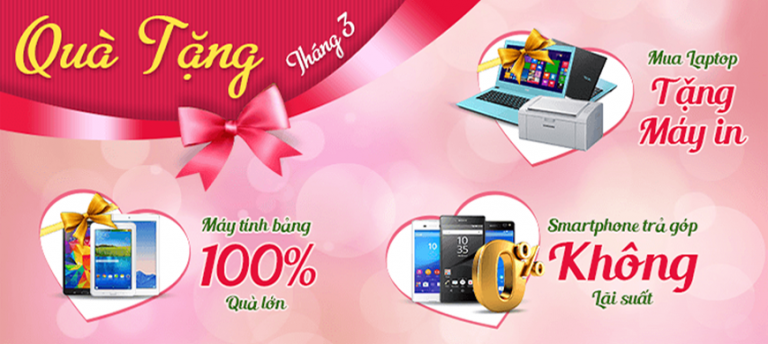 Quà Tặng
Tháng 3
Mua Laptop
Tặng
Máy in
Máy tính bảng
100%
Quà lớn
Smartphone trả góp
0%
Không
Lãi suất